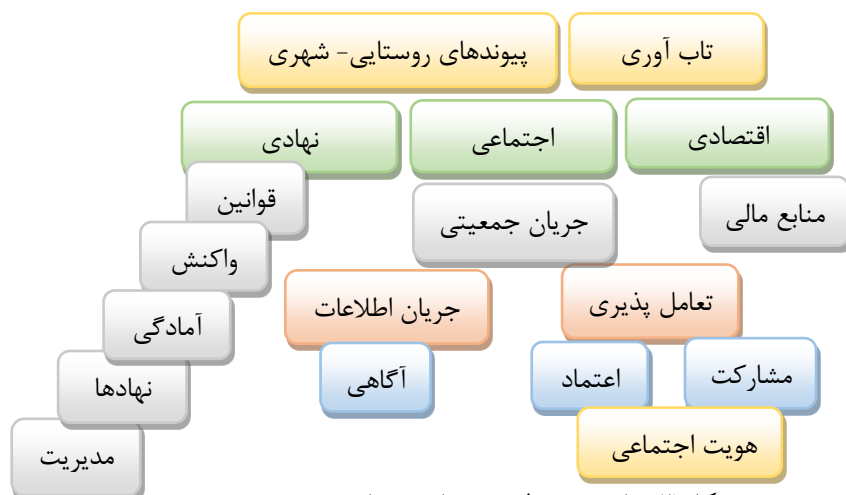 تاب آوری
پیوندهای روستایی- شهری
اقتصادی
اجتماعی
نهادی
منابع مالی
جریان جمعیتی
قوانین
واکنش
تعامل پذیری
جریان اطلاعات
آمادگی
مشارکت
اعتماد
آگاهی
نهادها
هویت اجتماعی
مدیریت